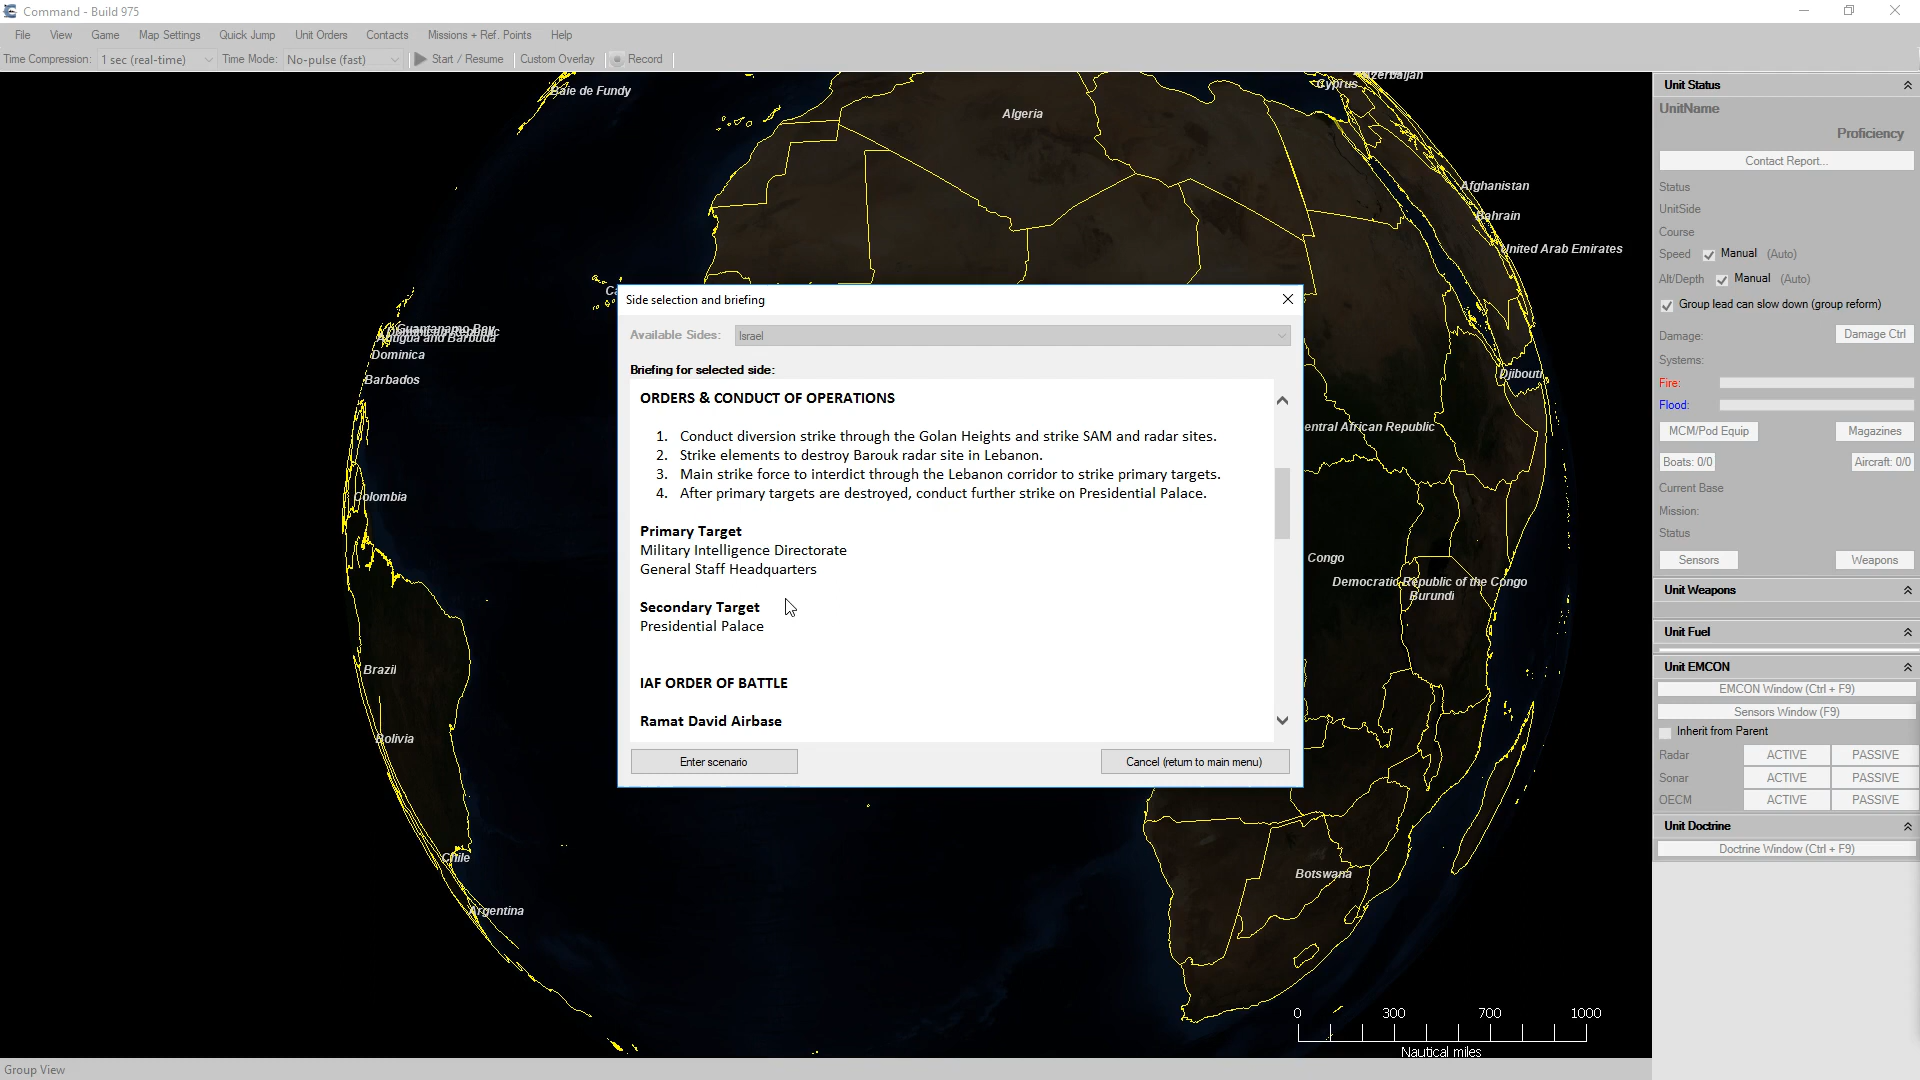 Command - Build 975
File View Game Map Settings Quick Jump Unit Orders Contacts Missions + Ref. Points Help
Time Compression: 1 sec (real-time) Time Mode: No-pulse (fast) Start / Resume Custom Overlay Record
Baie de Fundy
Algeria
Cyprus
Afghanistan
Bahrain
United Arab Emirates
Guantanamo Bay
Antigua and Barbuda
Dominica
Barbados
Djibouti
entral African Republic
Colombia
Congo
Democratic Republic of the Congo
Burundi
Brazil
Bolivia
Chile
Argentina
Botswana
0 300 700 1000
Nautical miles
Side selection and briefing
Available Sides: Israel
Briefing for selected side:
ORDERS & CONDUCT OF OPERATIONS
1. Conduct diversion strike through the Golan Heights and strike SAM and radar sites.
2. Strike elements to destroy Barouk radar site in Lebanon.
3. Main strike force to interdict through the Lebanon corridor to strike primary targets.
4. After primary targets are destroyed, conduct further strike on Presidential Palace.
Primary Target
Military Intelligence Directorate
General Staff Headquarters
Secondary Target
Presidential Palace
IAF ORDER OF BATTLE
Ramat David Airbase
Enter scenario Cancel (return to main menu)
Unit Status
UnitName
Proficiency
Contact Report...
Status
UnitSide
Course
Speed Manual (Auto)
Alt/Depth Manual (Auto)
Group lead can slow down (group reform)
Damage: Damage Ctrl
Systems:
Fire:
Flood:
MCM/Pod Equip Magazines
Boats: 0/0 Aircraft: 0/0
Current Base
Mission:
Status
Sensors Weapons
Unit Weapons
Unit Fuel
Unit EMCON
EMCON Window (Ctrl + F9)
Sensors Window (F9)
Inherit from Parent
Radar ACTIVE PASSIVE
Sonar ACTIVE PASSIVE
OECM ACTIVE PASSIVE
Unit Doctrine
Doctrine Window (Ctrl + F9)
Group View